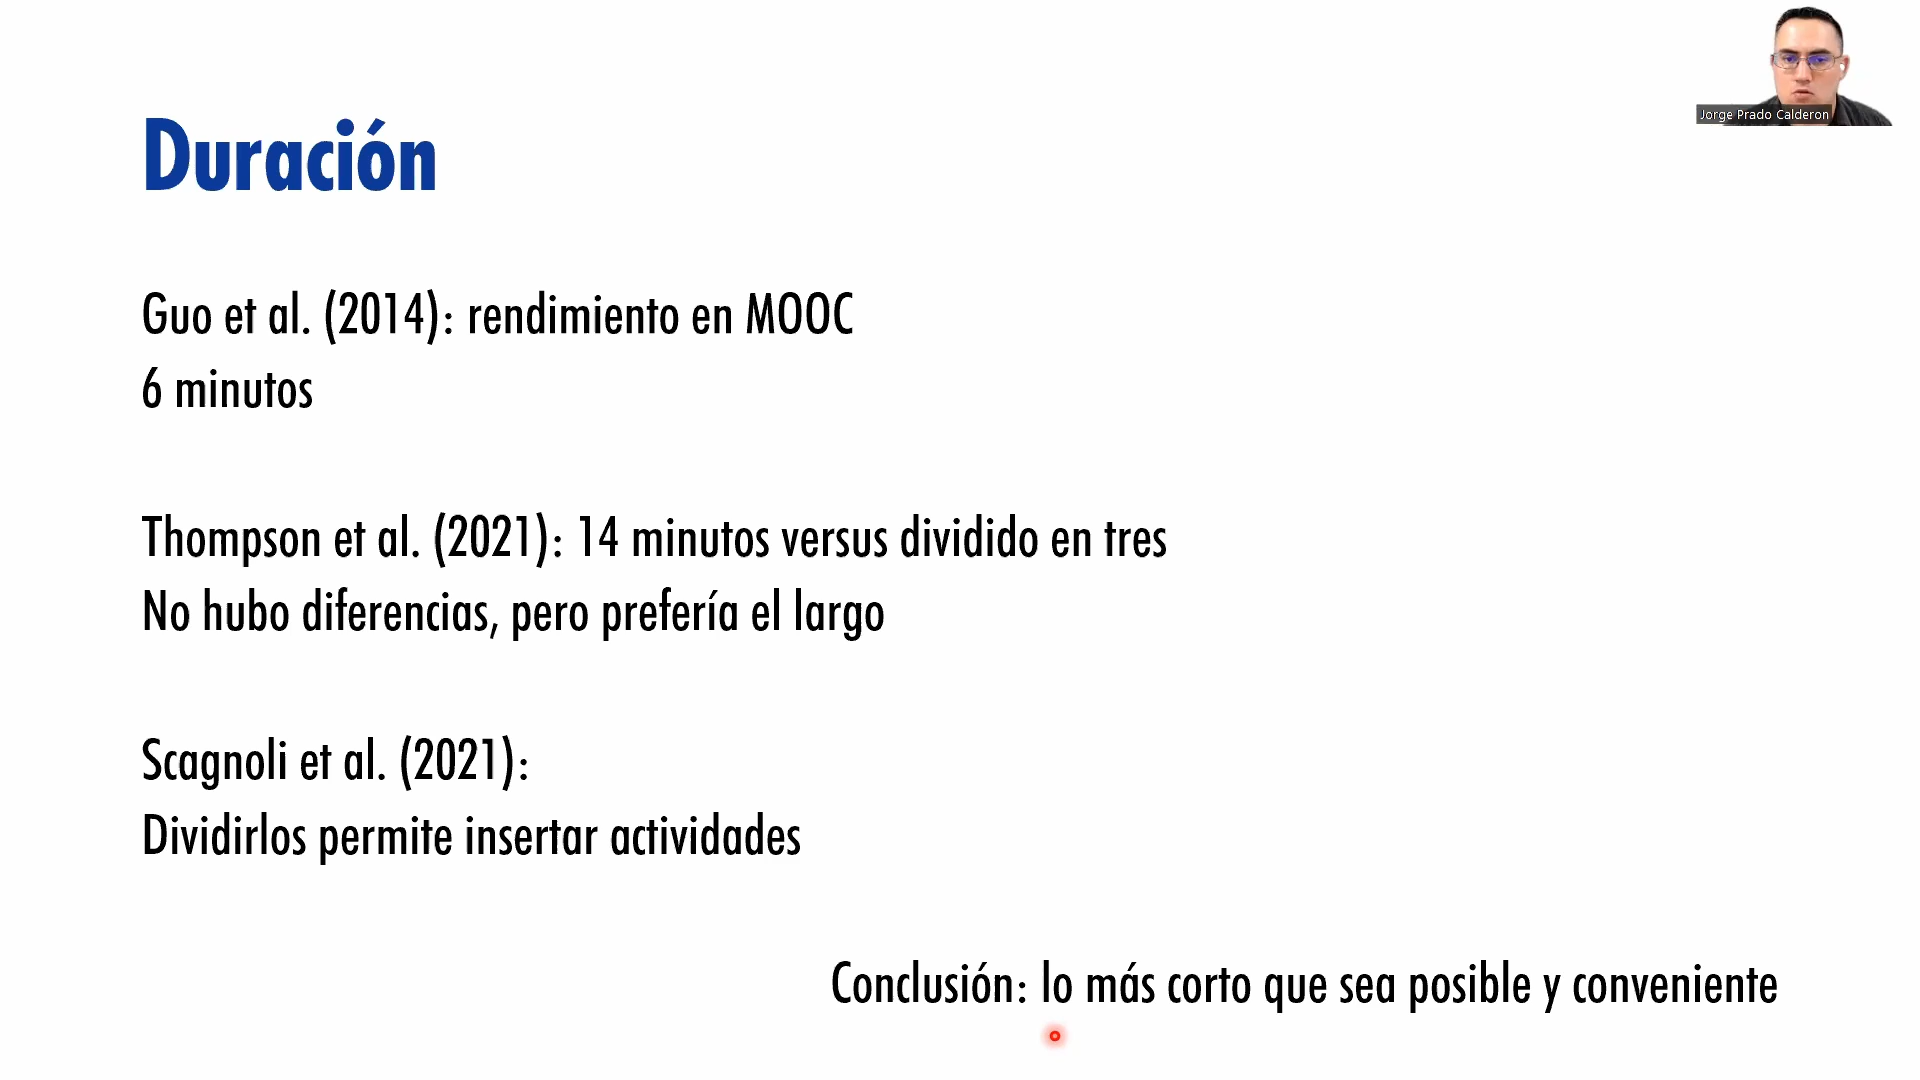 Jorge Prado Calderon
Duración
Guo et al. (2014): rendimiento en MOOC
6 minutos
Thompson et al. (2021): 14 minutos versus dividido en tres
No hubo diferencias, pero prefería el largo
Scagnoli et al. (2021):
Dividirlos permite insertar actividades
Conclusión: lo más corto que sea posible y conveniente